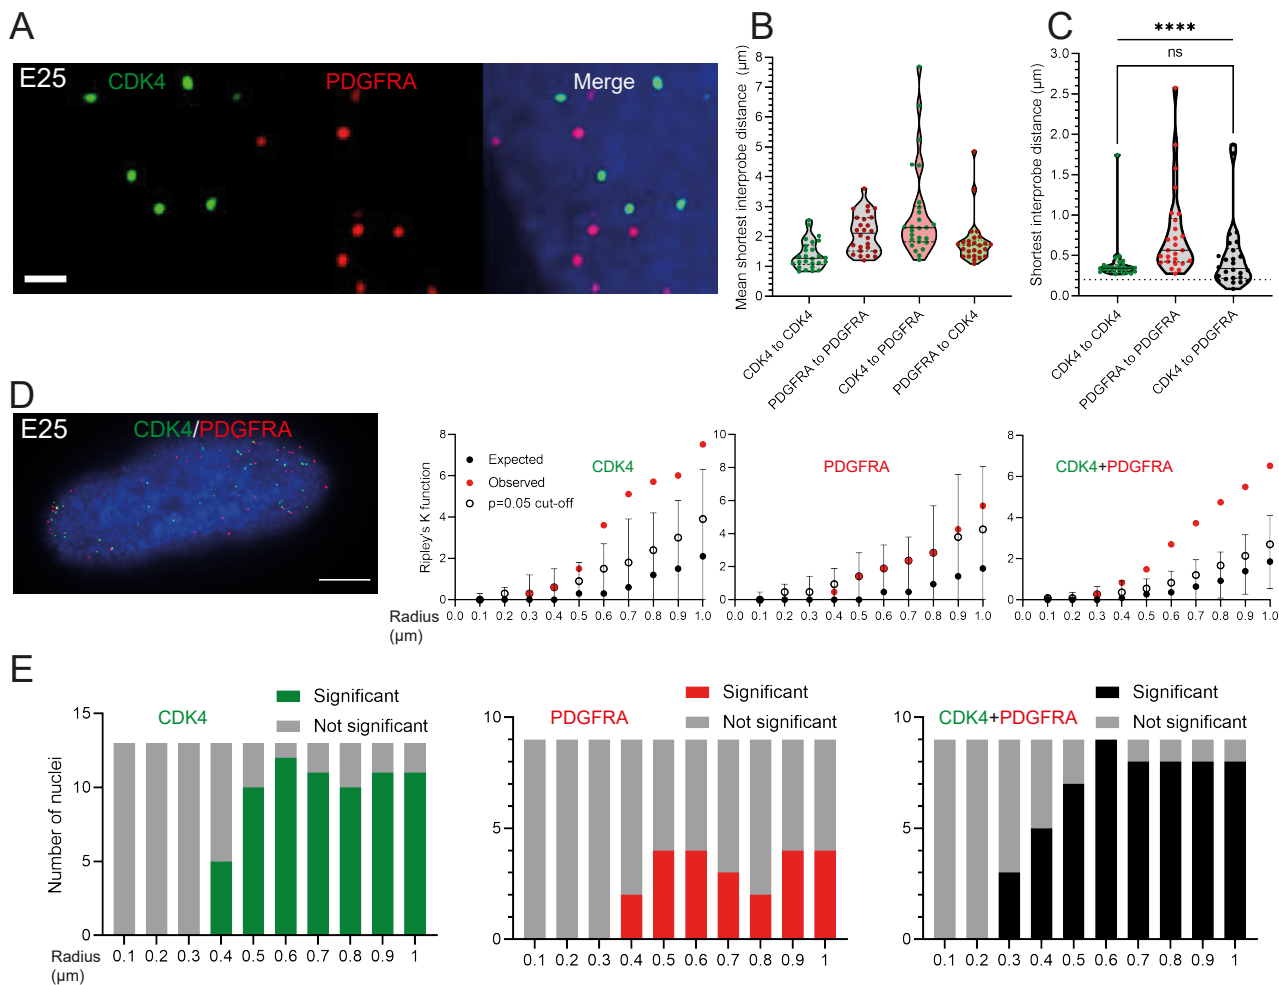 A
E25
CDK4
PDGFRA
Merge
B
Mean shortest interprobe distance (µm)
8
7
6
5
4
3
2
1
0
CDK4 to CDK4
PDGFRA to PDGFRA
CDK4 to PDGFRA
PDGFRA to CDK4
C
****
ns
Shortest interprobe distance (µm)
3.0
2.5
2.0
1.5
1.0
0.5
0.0
CDK4 to CDK4
PDGFRA to PDGFRA
CDK4 to PDGFRA
D
E25
CDK4/PDGFRA
Ripley's K function
8
6
4
2
0
Expected
Observed
p=0.05 cut-off
CDK4
Radius
(µm)
0.0 0.1 0.2 0.3 0.4 0.5 0.6 0.7 0.8 0.9 1.0
10
8
6
4
2
0
PDGFRA
0.0 0.1 0.2 0.3 0.4 0.5 0.6 0.7 0.8 0.9 1.0
8
6
4
2
0
CDK4+PDGFRA
0.0 0.1 0.2 0.3 0.4 0.5 0.6 0.7 0.8 0.9 1.0
E
Number of nuclei
15
10
5
0
CDK4
Significant
Not significant
Radius
(µm)
0.1 0.2 0.3 0.4 0.5 0.6 0.7 0.8 0.9 1
10
5
0
PDGFRA
Significant
Not significant
0.1 0.2 0.3 0.4 0.5 0.6 0.7 0.8 0.9 1
10
5
0
CDK4+PDGFRA
Significant
Not significant
0.1 0.2 0.3 0.4 0.5 0.6 0.7 0.8 0.9 1